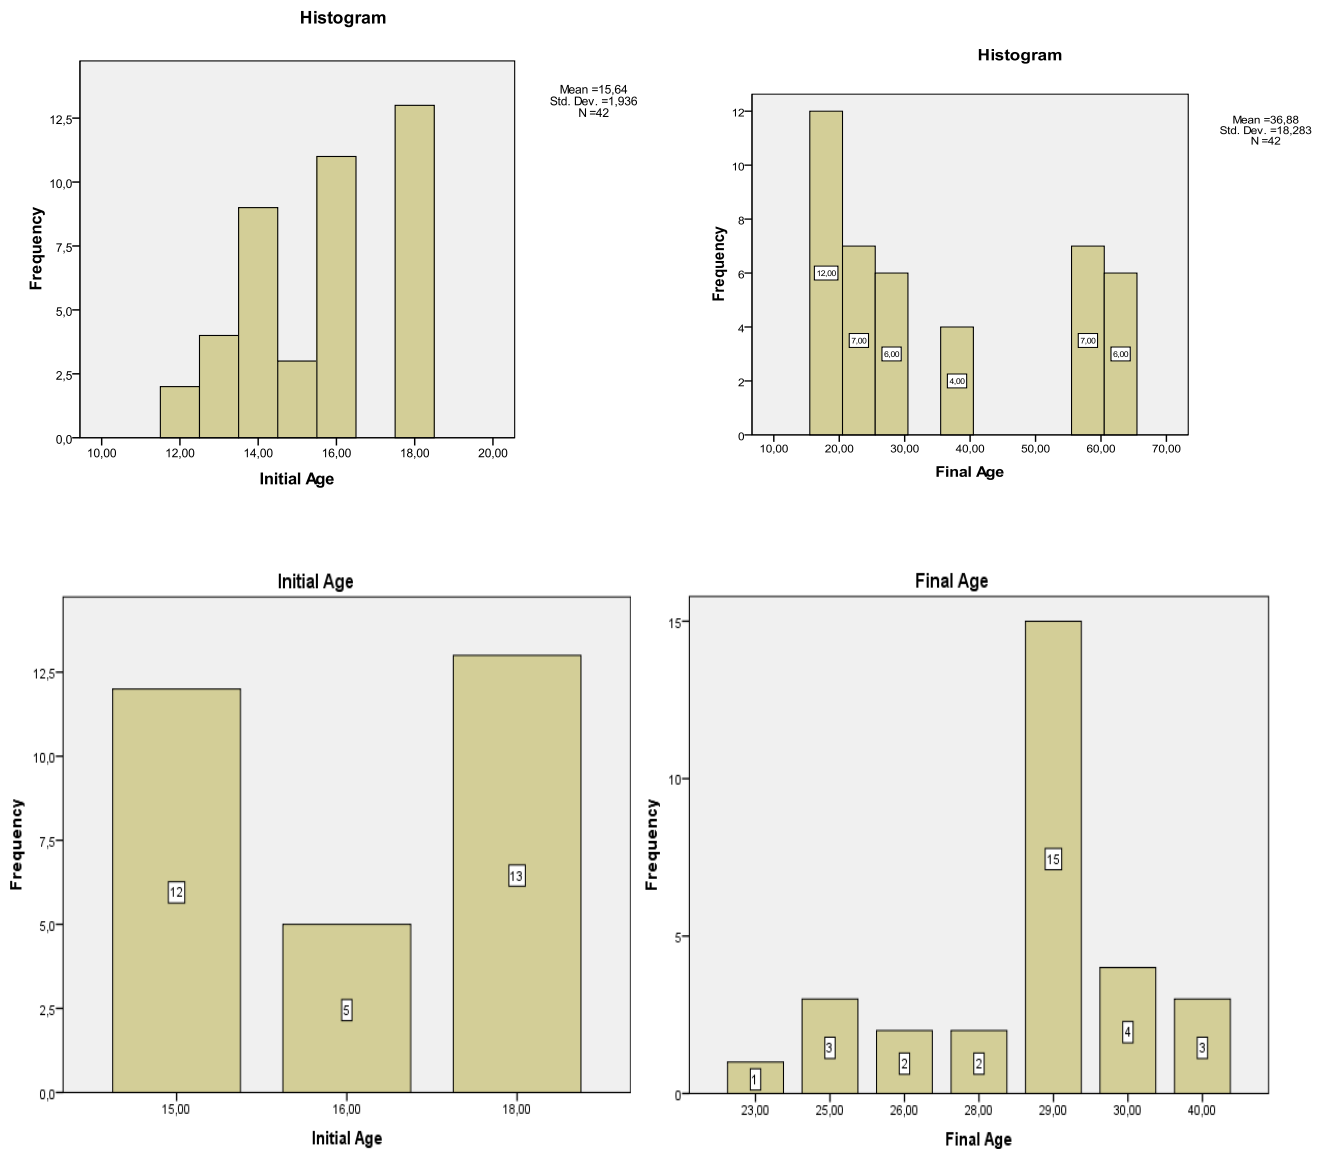 Histogram
Mean =15,64
Std. Dev. =1,936
N =42
12,5
10,0
7,5
5,0
2,5
0,0
Frequency
10,00 12,00 14,00 16,00 18,00 20,00
Initial Age
Histogram
Mean =36,88
Std. Dev. =18,283
N =42
12
10
8
6
4
2
0
Frequency
12,00
7,00
6,00
4,00
7,00
6,00
10,00 20,00 30,00 40,00 50,00 60,00 70,00
Final Age
Initial Age
12,5
10,0
7,5
5,0
2,5
0,0
Frequency
12
5
13
15,00 16,00 18,00
Initial Age
Final Age
15
10
5
0
Frequency
1
3
2
2
15
4
3
23,00 25,00 26,00 28,00 29,00 30,00 40,00
Final Age